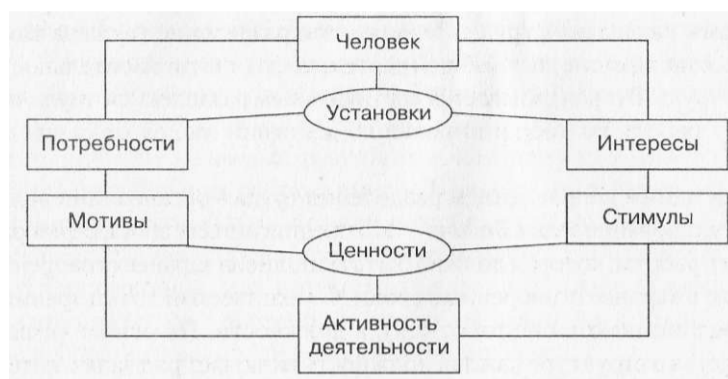 Человек
Установки
Потребности
Интересы
Мотивы
Стимулы
Ценности
Активность
деятельности